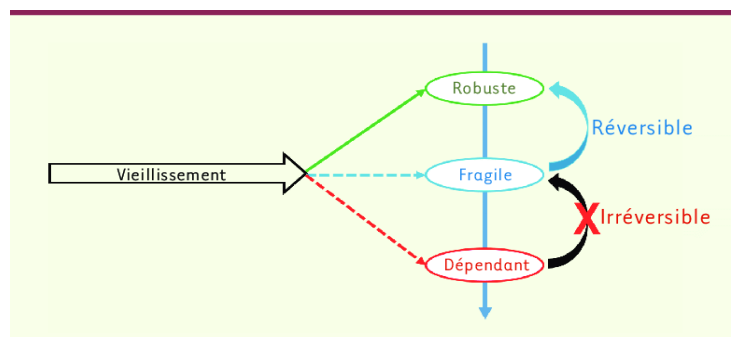 Robuste
Réversible
Vieillissement
Fragile
Irréversible
Dépendant